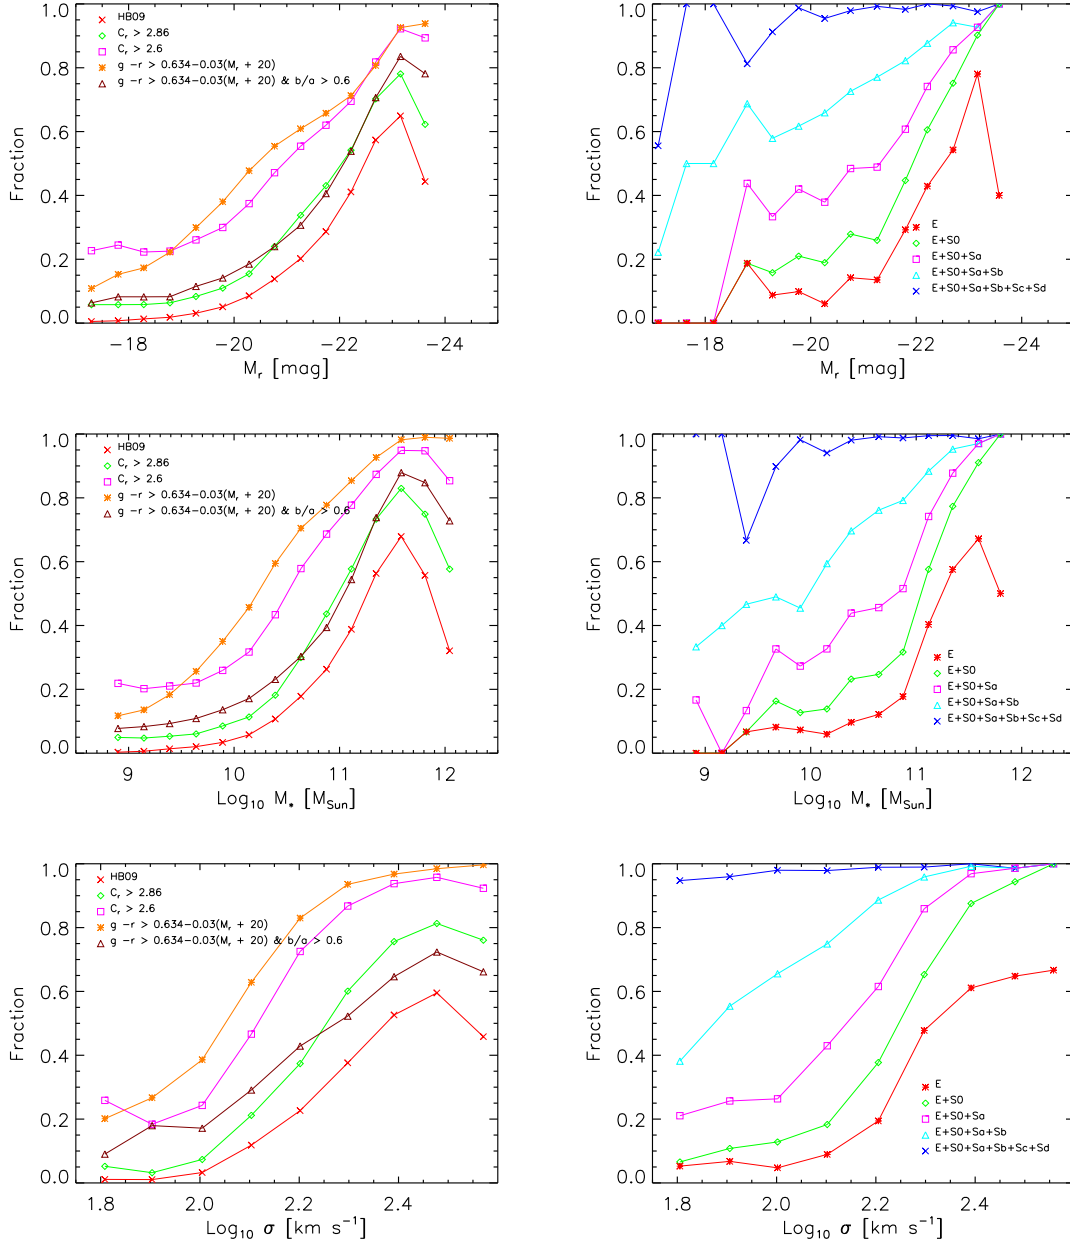 1.0
0.8
0.6
0.4
0.2
0.0
Fraction
HB09
C_r > 2.86
C_r > 2.6
g -r > 0.634-0.03(M_r + 20)
g -r > 0.634-0.03(M_r + 20) & b/a > 0.6
-18 -20 -22 -24
M_r [mag]
1.0
0.8
0.6
0.4
0.2
0.0
Fraction
E
E+S0
E+S0+Sa
E+S0+Sa+Sb
E+S0+Sa+Sb+Sc+Sd
-18 -20 -22 -24
M_r [mag]
1.0
0.8
0.6
0.4
0.2
0.0
Fraction
HB09
C_r > 2.86
C_r > 2.6
g -r > 0.634-0.03(M_r + 20)
g -r > 0.634-0.03(M_r + 20) & b/a > 0.6
9 10 11 12
Log₁₀ M_* [M_Sun]
1.0
0.8
0.6
0.4
0.2
0.0
Fraction
E
E+S0
E+S0+Sa
E+S0+Sa+Sb
E+S0+Sa+Sb+Sc+Sd
9 10 11 12
Log₁₀ M_* [M_Sun]
1.0
0.8
0.6
0.4
0.2
0.0
Fraction
HB09
C_r > 2.86
C_r > 2.6
g -r > 0.634-0.03(M_r + 20)
g -r > 0.634-0.03(M_r + 20) & b/a > 0.6
1.8 2.0 2.2 2.4
Log₁₀ σ [km s⁻¹]
1.0
0.8
0.6
0.4
0.2
0.0
Fraction
E
E+S0
E+S0+Sa
E+S0+Sa+Sb
E+S0+Sa+Sb+Sc+Sd
1.8 2.0 2.2 2.4
Log₁₀ σ [km s⁻¹]